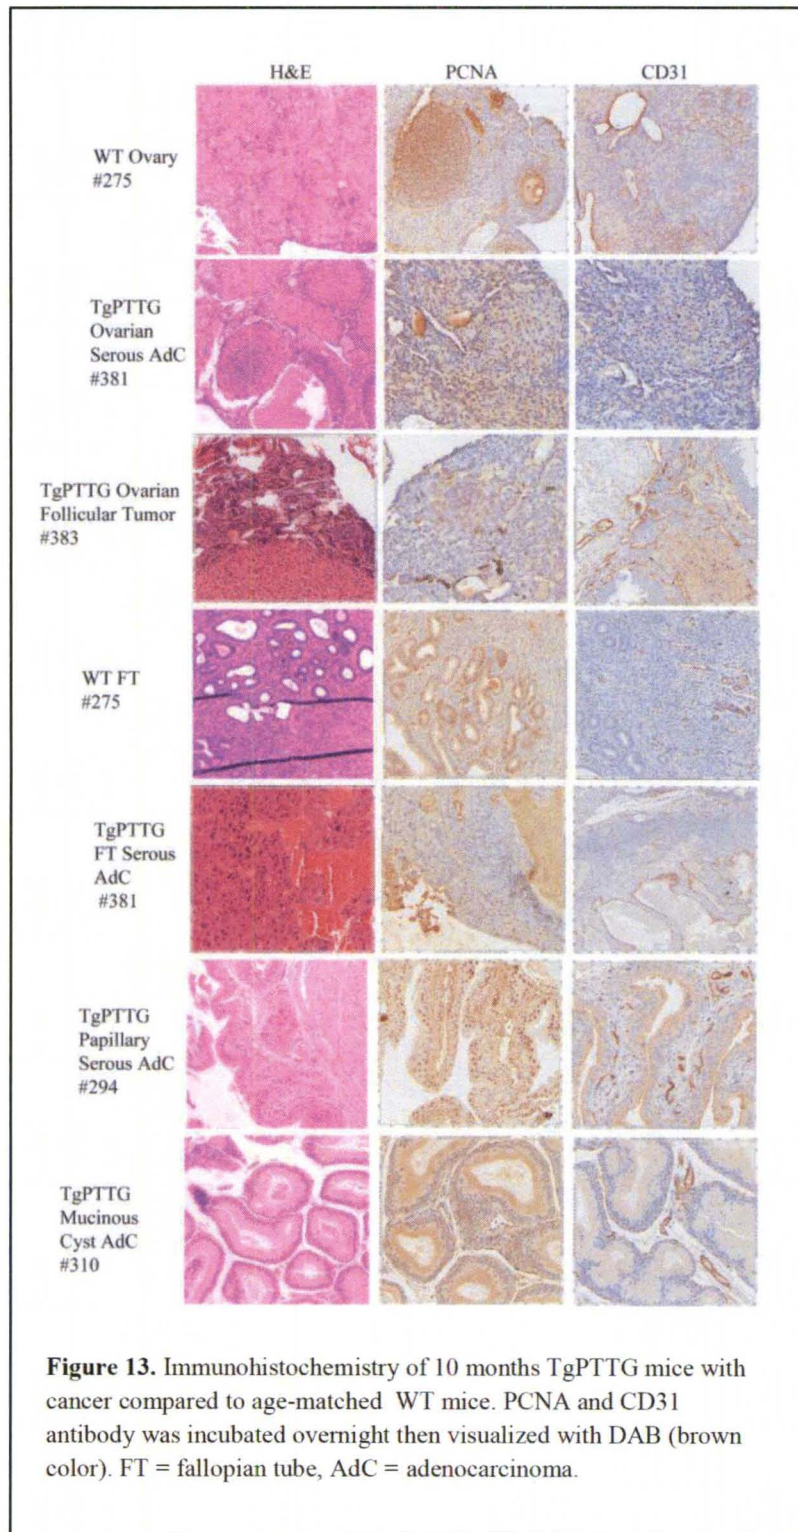 H&E PCNA CD31
WT Ovary
#275
TgPTTG
Ovarian
Serous AdC
#381
TgPTTG Ovarian
Follicular Tumor
#383
WT FT
#275
TgPTTG
FT Serous
AdC
#381
TgPTTG
Papillary
Serous AdC
#294
TgPTTG
Mucinous
Cyst AdC
#310
Figure 13. Immunohistochemistry of 10 months TgPTTG mice with
cancer compared to age-matched WT mice. PCNA and CD31
antibody was incubated overnight then visualized with DAB (brown
color). FT = fallopian tube, AdC = adenocarcinoma.